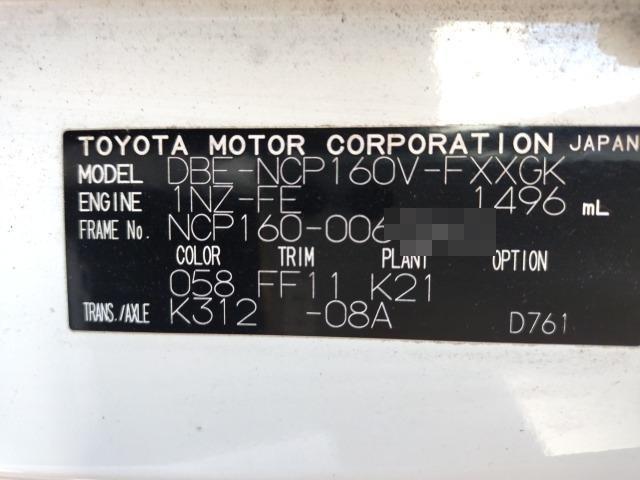 TOYOTA MOTOR CORPORATION JAPAN
MODEL DBE-NCP160V-FXXGK
ENGINE 1NZ-FE 1496 mL
FRAME No. NCP160-006
COLOR TRIM PLANT OPTION
058 FF11 K21
TRANS./AXLE K312 -08A D761